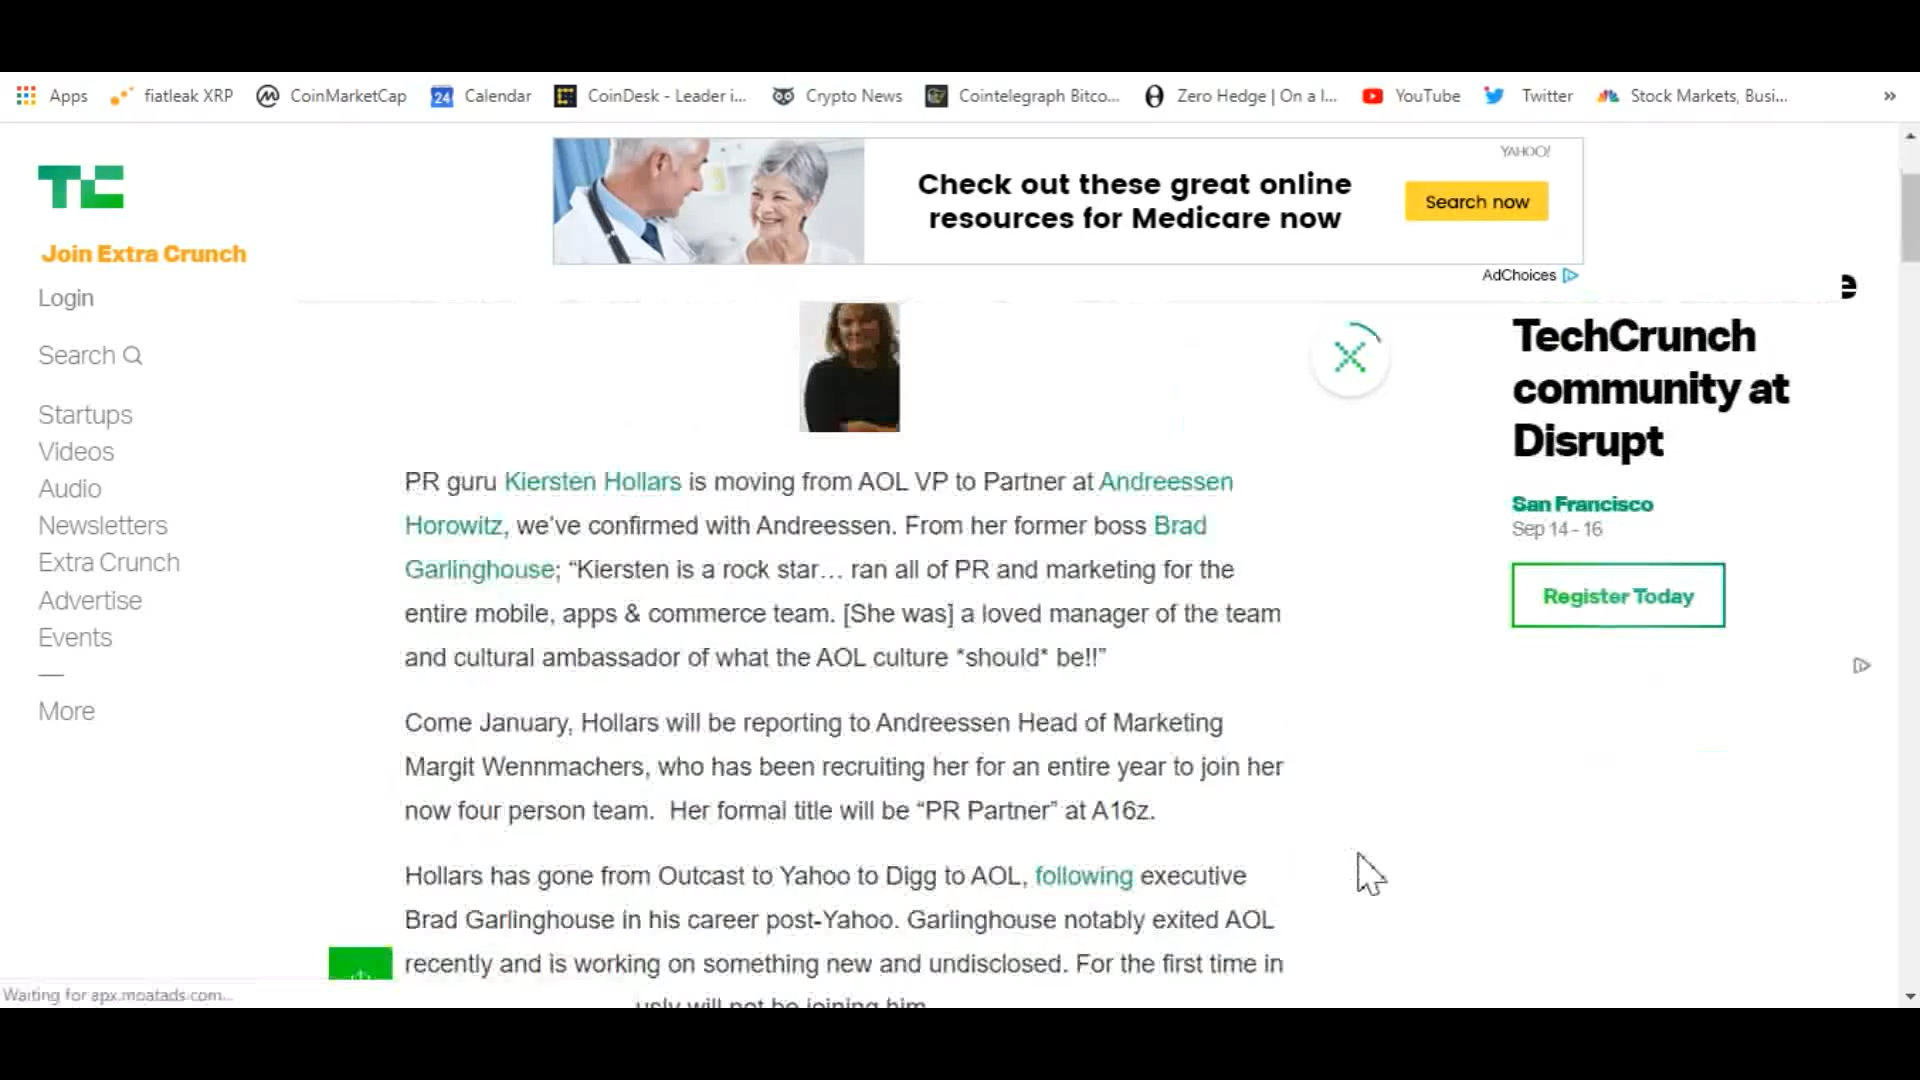 Apps fiatleak XRP CoinMarketCap 24 Calendar CoinDesk - Leader i... Crypto News Cointelegraph Bitco... Zero Hedge | On a l... YouTube Twitter Stock Markets, Busi... »
TC
Join Extra Crunch
Login
Search
Startups
Videos
Audio
Newsletters
Extra Crunch
Advertise
Events
—
More
YAHOO!
Check out these great online
resources for Medicare now
Search now
AdChoices
PR guru Kiersten Hollars is moving from AOL VP to Partner at Andreessen
Horowitz, we’ve confirmed with Andreessen. From her former boss Brad
Garlinghouse; “Kiersten is a rock star… ran all of PR and marketing for the
entire mobile, apps & commerce team. [She was] a loved manager of the team
and cultural ambassador of what the AOL culture *should* be!!”
Come January, Hollars will be reporting to Andreessen Head of Marketing
Margit Wennmachers, who has been recruiting her for an entire year to join her
now four person team. Her formal title will be “PR Partner” at A16z.
Hollars has gone from Outcast to Yahoo to Digg to AOL, following executive
Brad Garlinghouse in his career post-Yahoo. Garlinghouse notably exited AOL
recently and is working on something new and undisclosed. For the first time in
will not be joining him
TechCrunch
community at
Disrupt
San Francisco
Sep 14 - 16
Register Today
Waiting for apx.moatads.com...